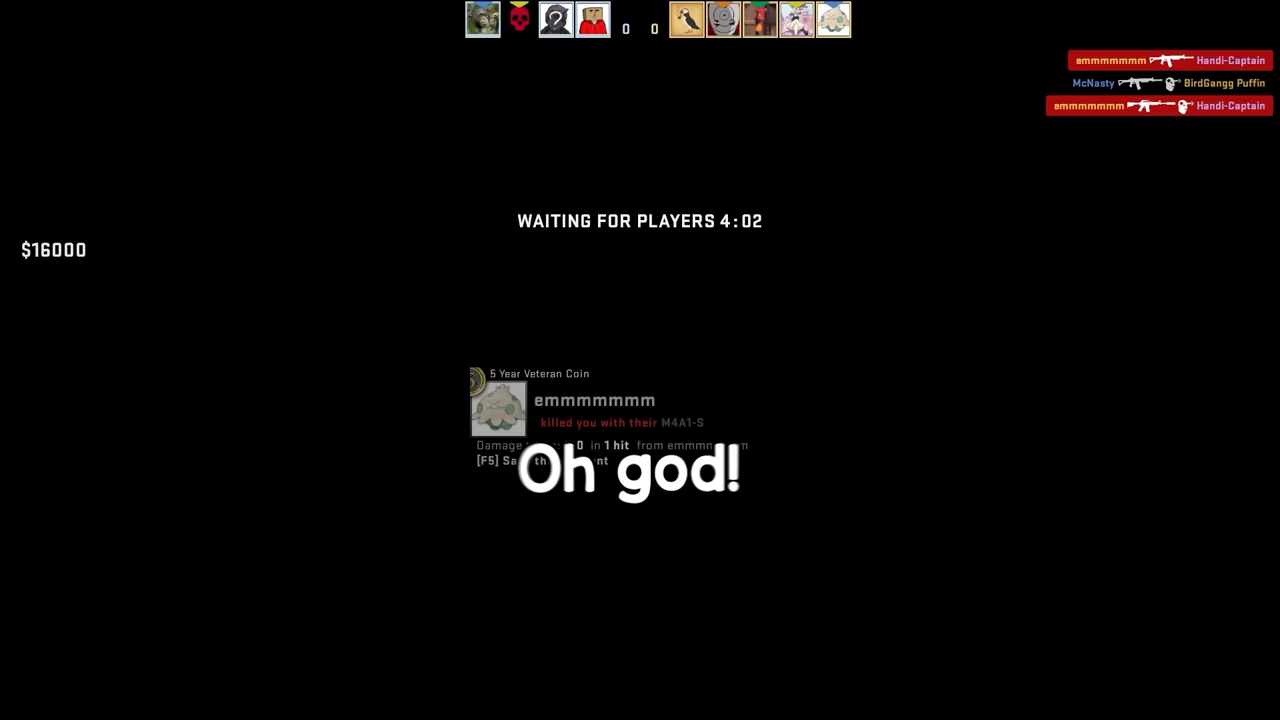 0 0
emmmmmmm Handi-Captain
McNasty BirdGangg Puffin
emmmmmmm Handi-Captain
WAITING FOR PLAYERS 4:02
$16000
5 Year Veteran Coin
emmmmmmm
killed you with their M4A1-S
Damage 0 in 1 hit from
[F5]
Oh god!